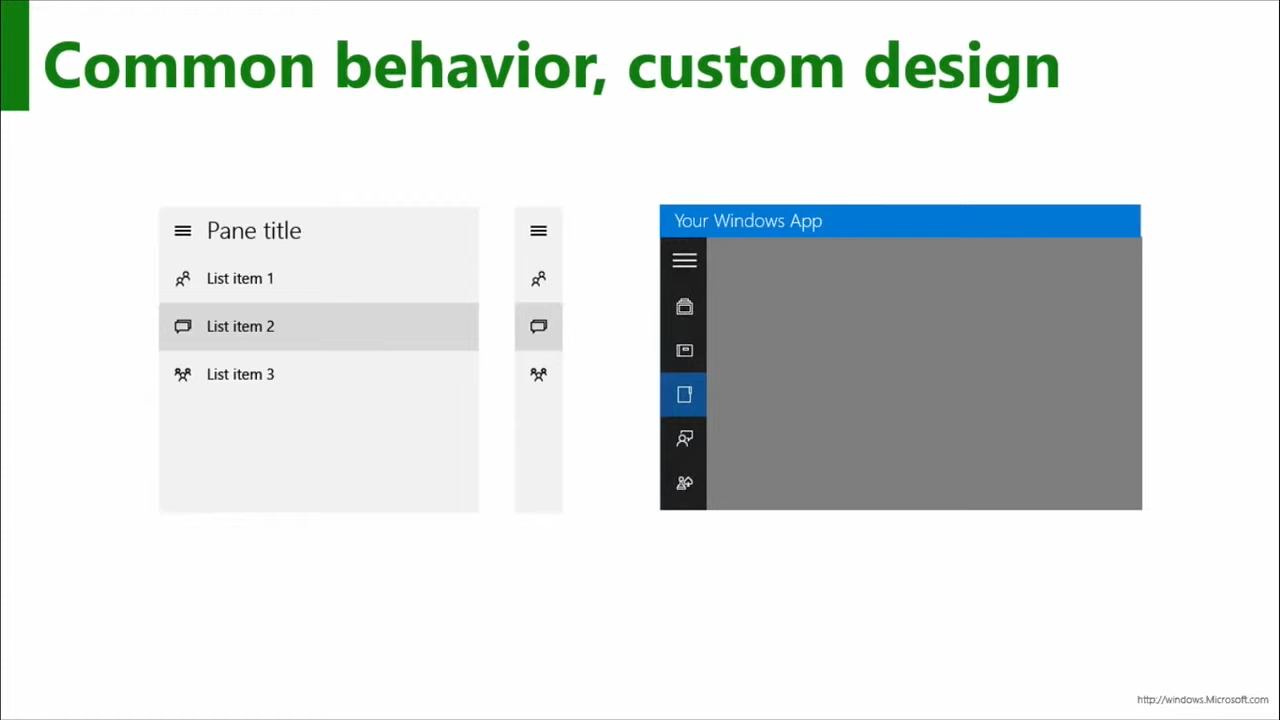 Common behavior, custom design
Pane title
List item 1
List item 2
List item 3
Your Windows App
http://windows.Microsoft.com